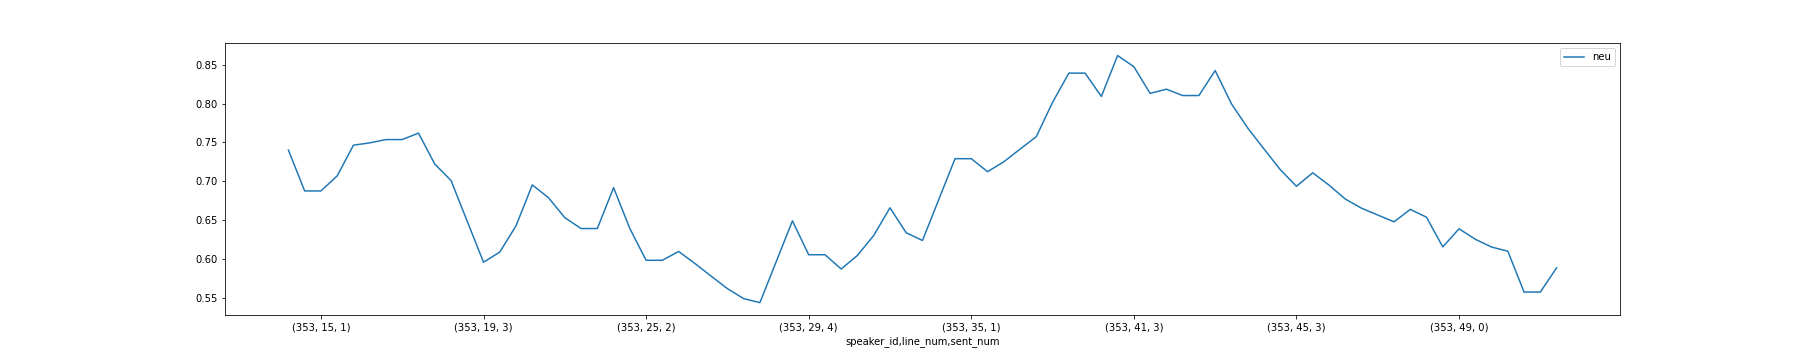 neu
0.85
0.80
0.75
0.70
0.65
0.60
0.55
(353, 15, 1) (353, 19, 3) (353, 25, 2) (353, 29, 4) (353, 35, 1) (353, 41, 3) (353, 45, 3) (353, 49, 0)
speaker_id,line_num,sent_num